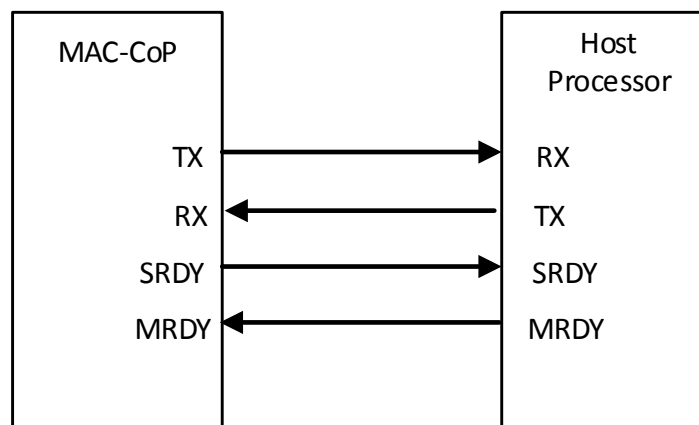 MAC-CoP
Host
Processor
TX
RX
RX
TX
SRDY
SRDY
MRDY
MRDY